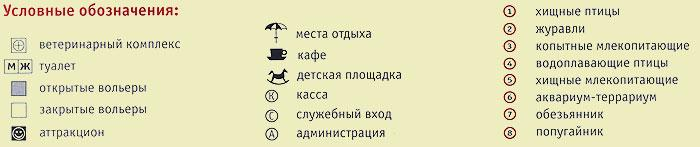 Условные обозначения:
ветеринарный комплекс
М Ж туалет
открытые вольеры
закрытые вольеры
аттракцион
места отдыха
кафе
детская площадка
К касса
С служебный вход
А администрация
1 хищные птицы
2 журавли
3 копытные млекопитающие
4 водоплавающие птицы
5 хищные млекопитающие
6 аквариум-террариум
7 обезьянник
8 попугайник